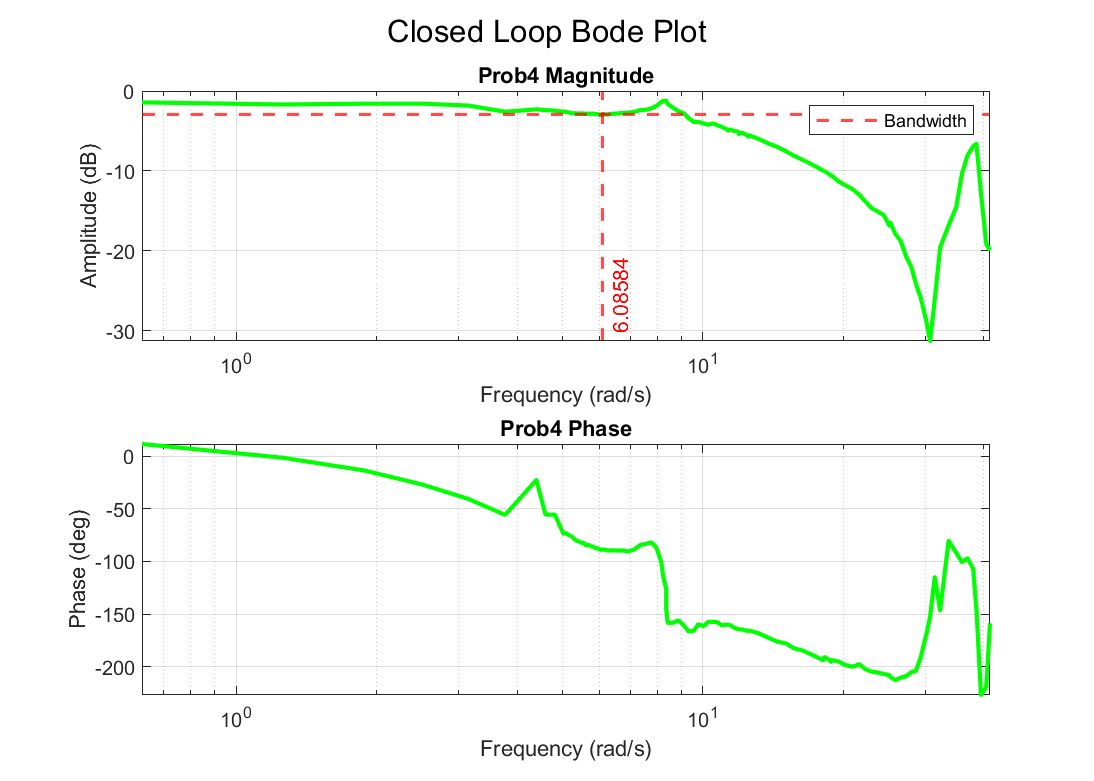 Closed Loop Bode Plot
Prob4 Magnitude
Amplitude (dB)
0
-10
-20
-30
Bandwidth
6.08584
10^0
10^1
Frequency (rad/s)
Prob4 Phase
Phase (deg)
0
-50
-100
-150
-200
10^0
10^1
Frequency (rad/s)